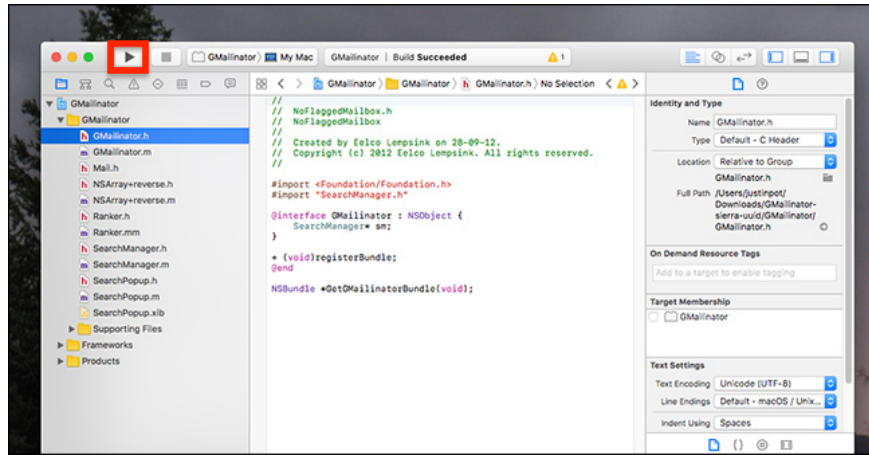 GMailinator My Mac GMailinator | Build Succeeded 1
GMailinator GMailinator h GMailinator.h No Selection
GMailinator
GMailinator
h GMailinator.h
m GMailinator.m
h Mail.h
h NSArray+reverse.h
m NSArray+reverse.m
h Ranker.h
m Ranker.mm
h SearchManager.h
m SearchManager.m
h SearchPopup.h
m SearchPopup.m
SearchPopup.xib
Supporting Files
Frameworks
Products
//
// NoFlaggedMailbox.h
// NoFlaggedMailbox
//
// Created by Eelco Lempsink on 28-09-12.
// Copyright (c) 2012 Eelco Lempsink. All rights reserved.
//
#import <Foundation/Foundation.h>
#import "SearchManager.h"
@interface GMailinator : NSObject {
SearchManager* sm;
}
+ (void)registerBundle;
@end
NSBundle *GetGMailinatorBundle(void);
Identity and Type
Name GMailinator.h
Type Default - C Header
Location Relative to Group
GMailinator.h
Full Path /Users/justinpot/
Downloads/GMailinator-
sierra-uuid/GMailinator/
GMailinator.h
On Demand Resource Tags
Add to a target to enable tagging
Target Membership
GMailinator
Text Settings
Text Encoding Unicode (UTF-8)
Line Endings Default - macOS / Unix...
Indent Using Spaces